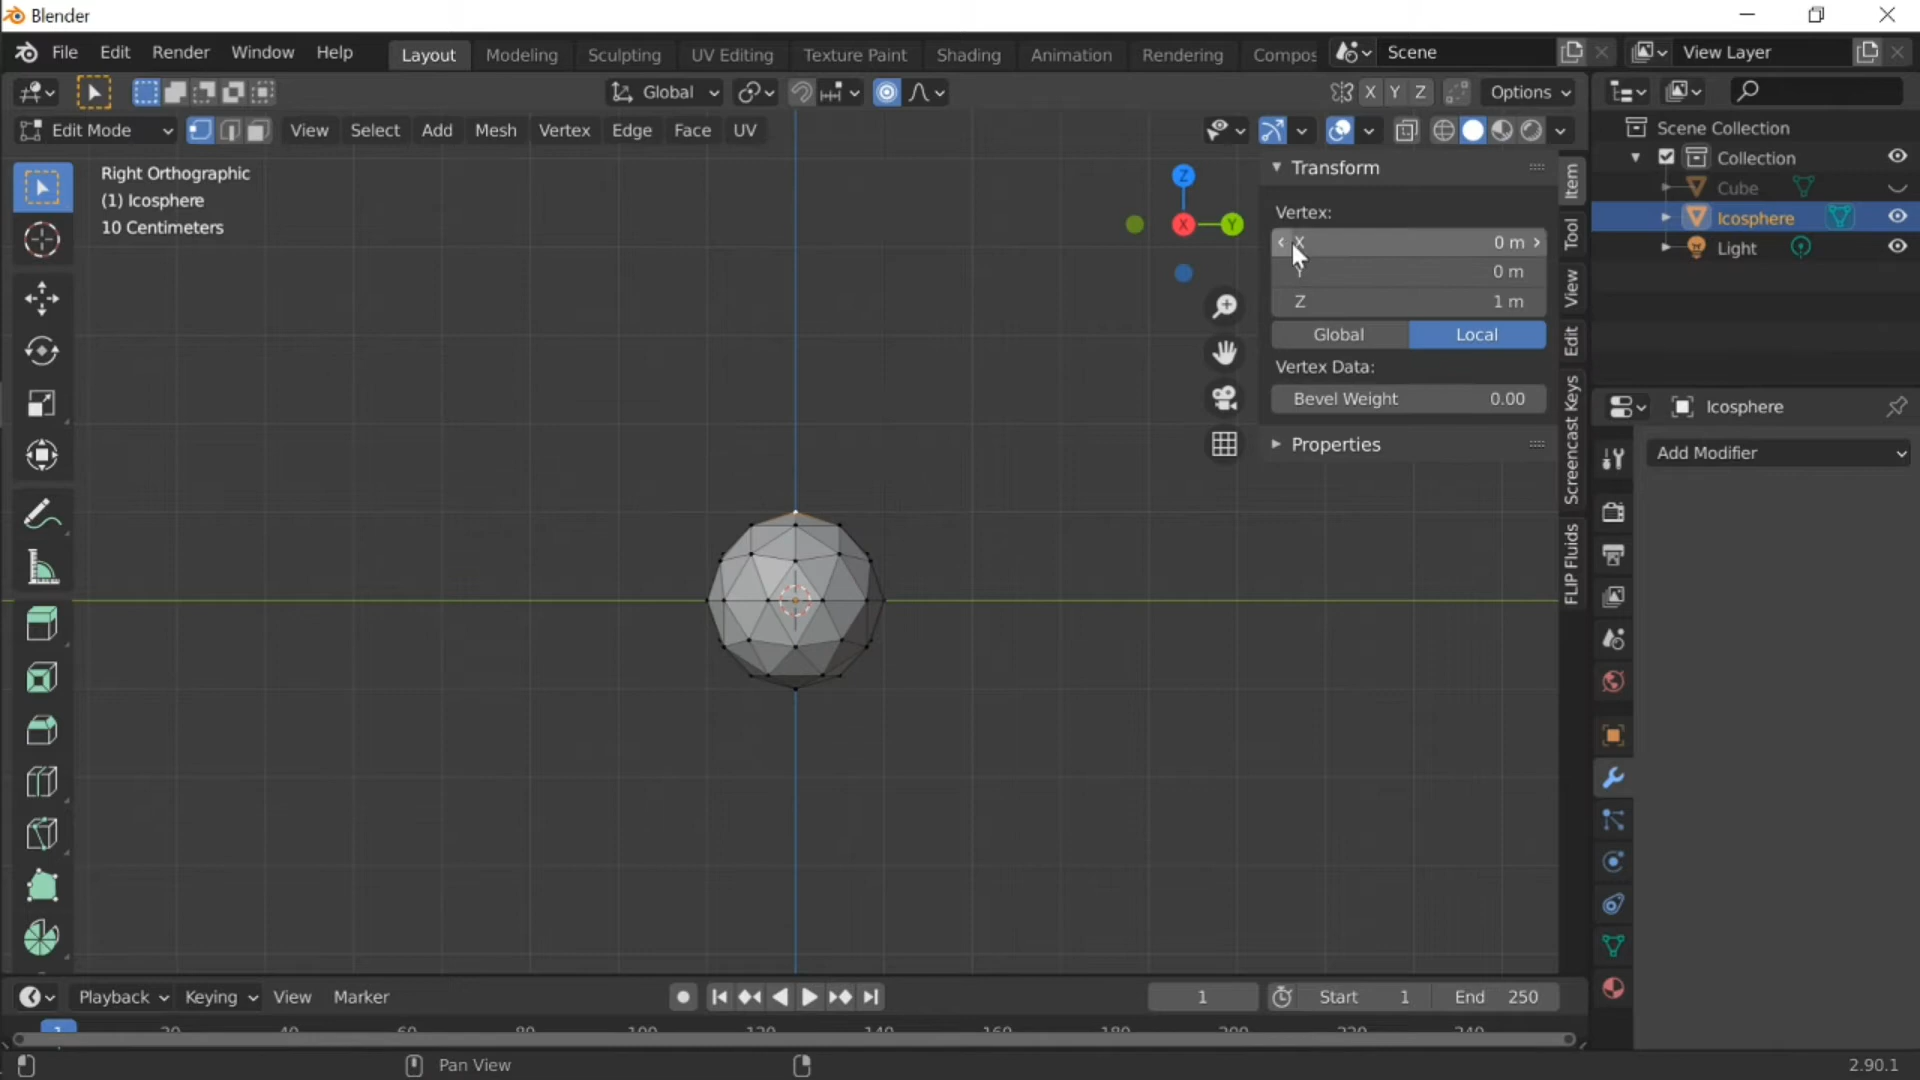 Blender
File Edit Render Window Help Layout Modeling Sculpting UV Editing Texture Paint Shading Animation Rendering Compos Scene View Layer
Global X Y Z Options
Edit Mode View Select Add Mesh Vertex Edge Face UV
Right Orthographic
(1) Icosphere
10 Centimeters
Z
X Y
Transform
Vertex:
X 0 m
Y 0 m
Z 1 m
Global Local
Vertex Data:
Bevel Weight 0.00
Properties
Item
Tool
View
Edit
Screencast Keys
FLIP Fluids
Scene Collection
Collection
Cube
Icosphere
Light
Icosphere
Add Modifier
Playback Keying View Marker 1 Start 1 End 250
1 20 40 60 80 100 120 140 160 180 200 220 240
Pan View 2.90.1